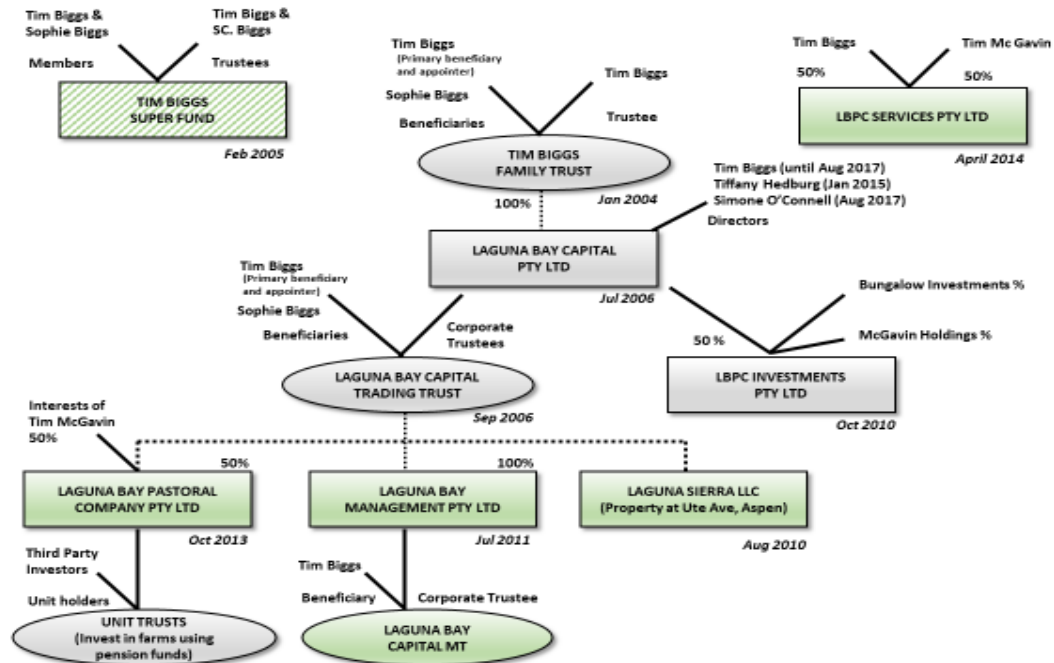 Tim Biggs &
Sophie Biggs
Tim Biggs &
SC. Biggs
Members
Trustees
TIM BIGGS
SUPER FUND
Feb 2005
Tim Biggs
(Primary beneficiary
and appointer)
Sophie Biggs
Beneficiaries
Tim Biggs
Trustee
TIM BIGGS
FAMILY TRUST
Jan 2004
100%
Tim Biggs
Tim Mc Gavin
50%
50%
LBPC SERVICES PTY LTD
April 2014
Tim Biggs (until Aug 2017)
Tiffany Hedburg (Jan 2015)
Simone O'Connell (Aug 2017)
Directors
LAGUNA BAY CAPITAL
PTY LTD
Jul 2006
Tim Biggs
(Primary beneficiary
and appointer)
Sophie Biggs
Beneficiaries
Corporate
Trustees
LAGUNA BAY CAPITAL
TRADING TRUST
Sep 2006
Bungalow Investments %
McGavin Holdings %
50 %
LBPC INVESTMENTS
PTY LTD
Oct 2010
Interests of
Tim McGavin
50%
50%
LAGUNA BAY PASTORAL
COMPANY PTY LTD
Oct 2013
100%
LAGUNA BAY
MANAGEMENT PTY LTD
Jul 2011
LAGUNA SIERRA LLC
(Property at Ute Ave, Aspen)
Aug 2010
Third Party
Investors
Unit holders
UNIT TRUSTS
(Invest in farms using
pension funds)
Tim Biggs
Beneficiary
Corporate Trustee
LAGUNA BAY
CAPITAL MT